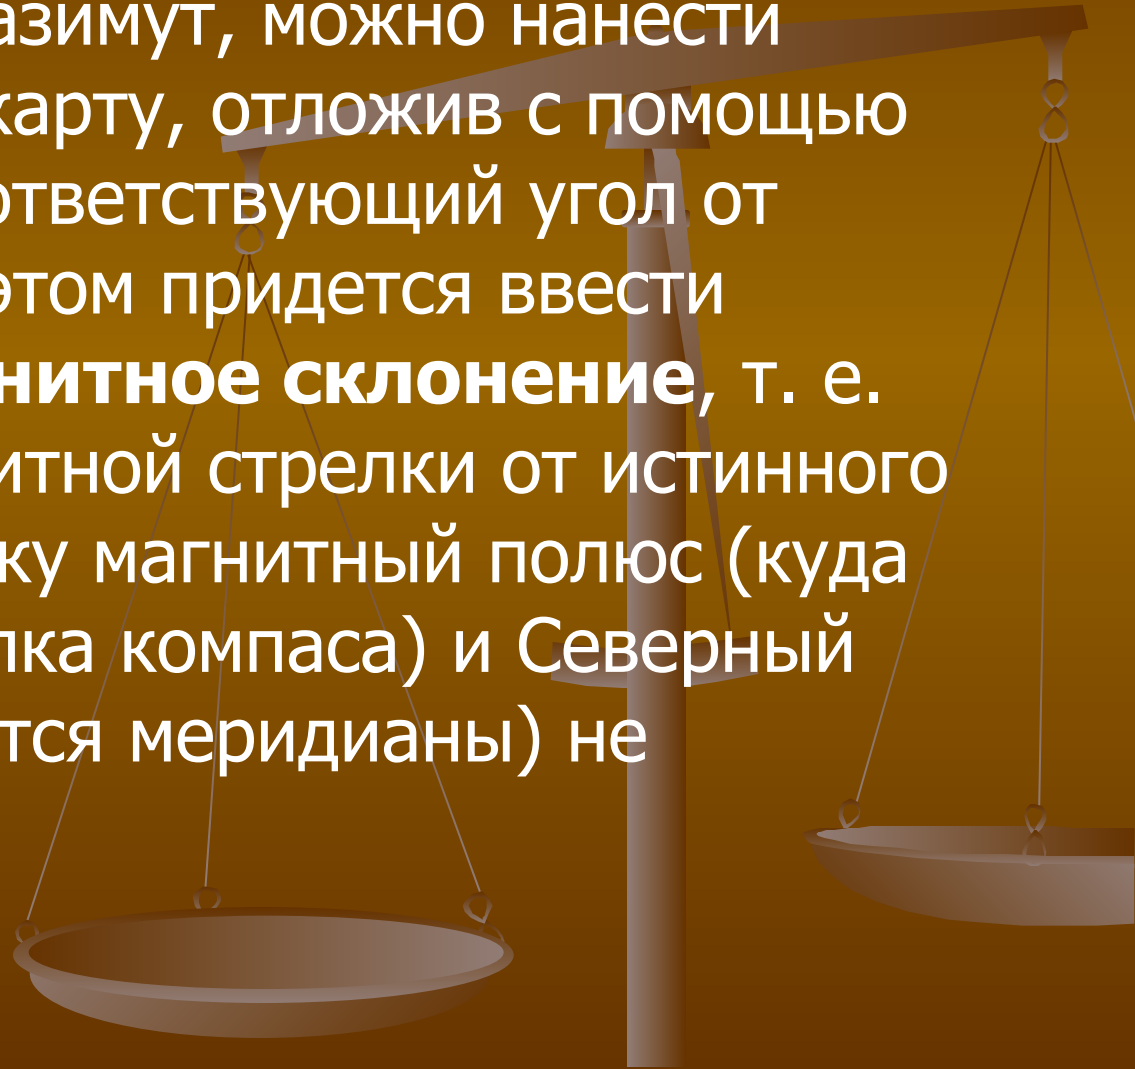 азимут, можно нанести
карту, отложив с помощью
ответствующий угол от
этом придется ввести
нитное склонение, т. е.
итной стрелки от истинного
ку магнитный полюс (куда
лка компаса) и Северный
тся меридианы) не